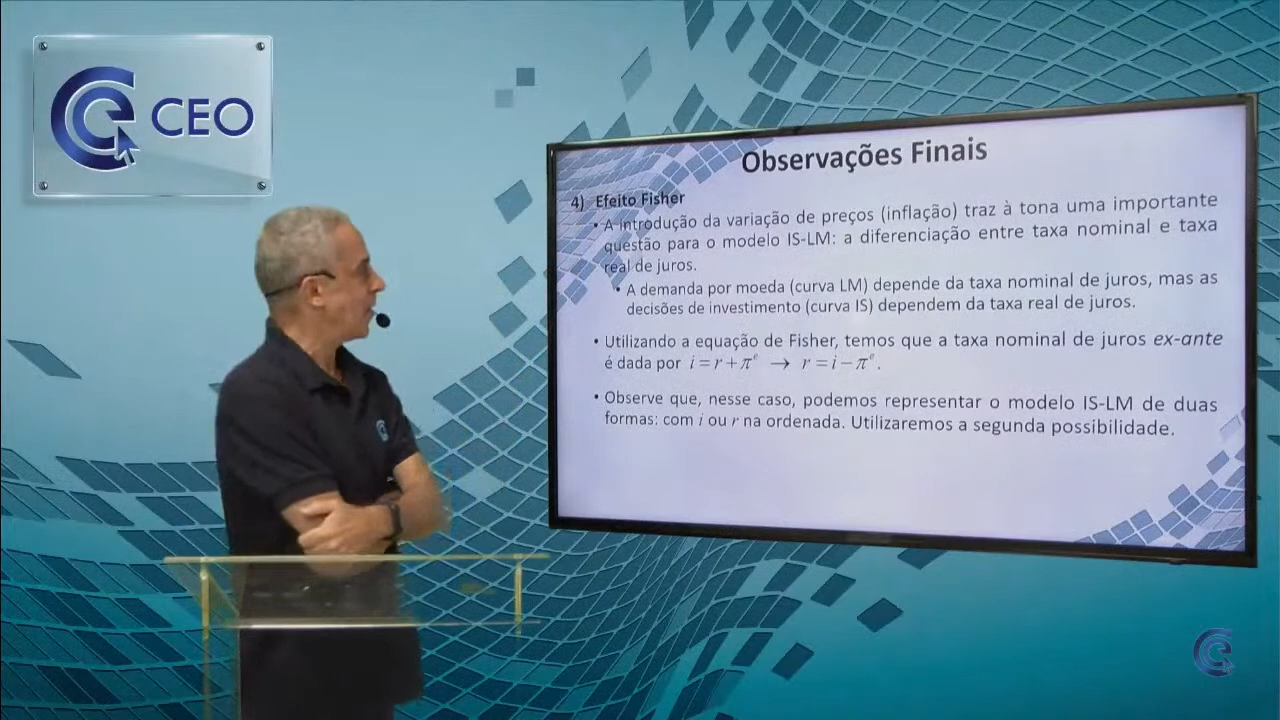 CEO
Observações Finais
4) Efeito Fisher
• A introdução da variação de preços (inflação) traz à tona uma importante
questão para o modelo IS-LM: a diferenciação entre taxa nominal e taxa
real de juros.
• A demanda por moeda (curva LM) depende da taxa nominal de juros, mas as
decisões de investimento (curva IS) dependem da taxa real de juros.
• Utilizando a equação de Fisher, temos que a taxa nominal de juros ex-ante
é dada por i = r + πᵉ → r = i − πᵉ.
• Observe que, nesse caso, podemos representar o modelo IS-LM de duas
formas: com i ou r na ordenada. Utilizaremos a segunda possibilidade.